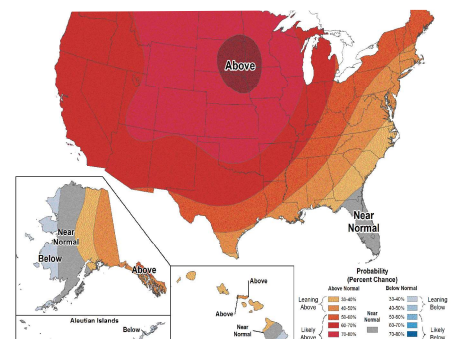 Above
Near
Normal
Near
Normal
Below
Above
Aleutian Islands
Below
Above
Above
Near
Normal
Probability
(Percent Chance)
Above Normal
Below Normal
Leaning
Above
33-40%
40-50%
50-60%
60-70%
70-80%
Likely
Above
Near
Normal
33-40%
40-50%
50-60%
60-70%
70-80%
Leaning
Below
Likely
Below